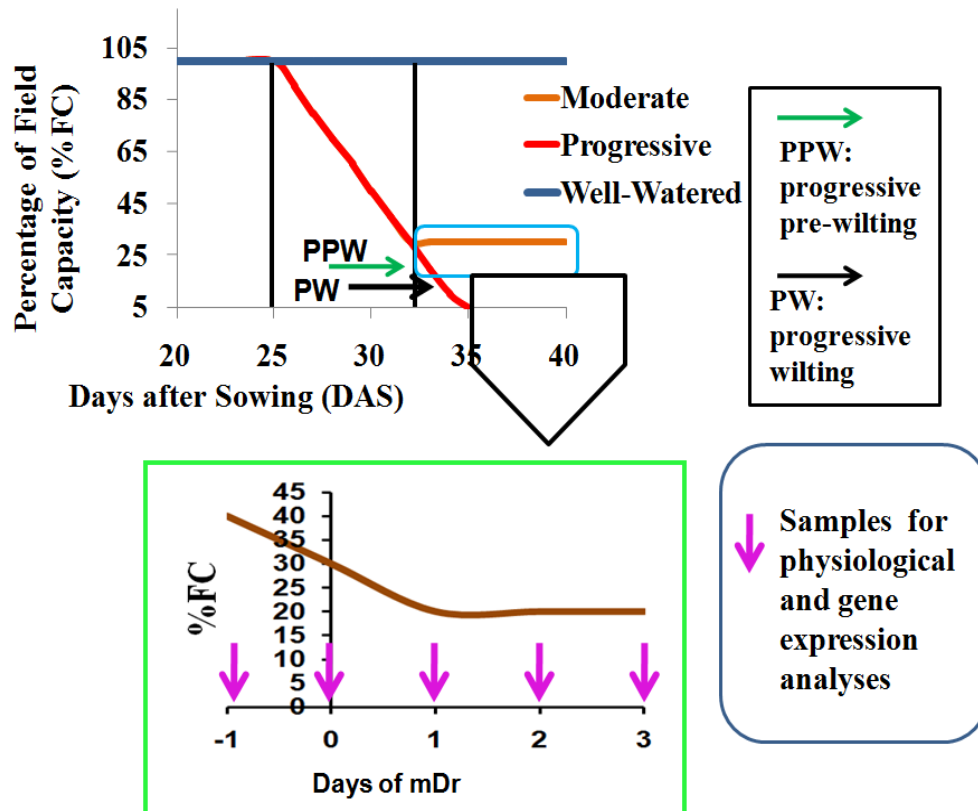 Percentage of Field
Capacity (%FC)
105
85
65
45
25
5
20 25 30 35 40
Days after Sowing (DAS)
Moderate
Progressive
Well-Watered
PPW
PW
PPW:
progressive
pre-wilting
PW:
progressive
wilting
%FC
45
40
35
30
25
20
15
10
5
0
-1 0 1 2 3
Days of mDr
Samples for
physiological
and gene
expression
analyses